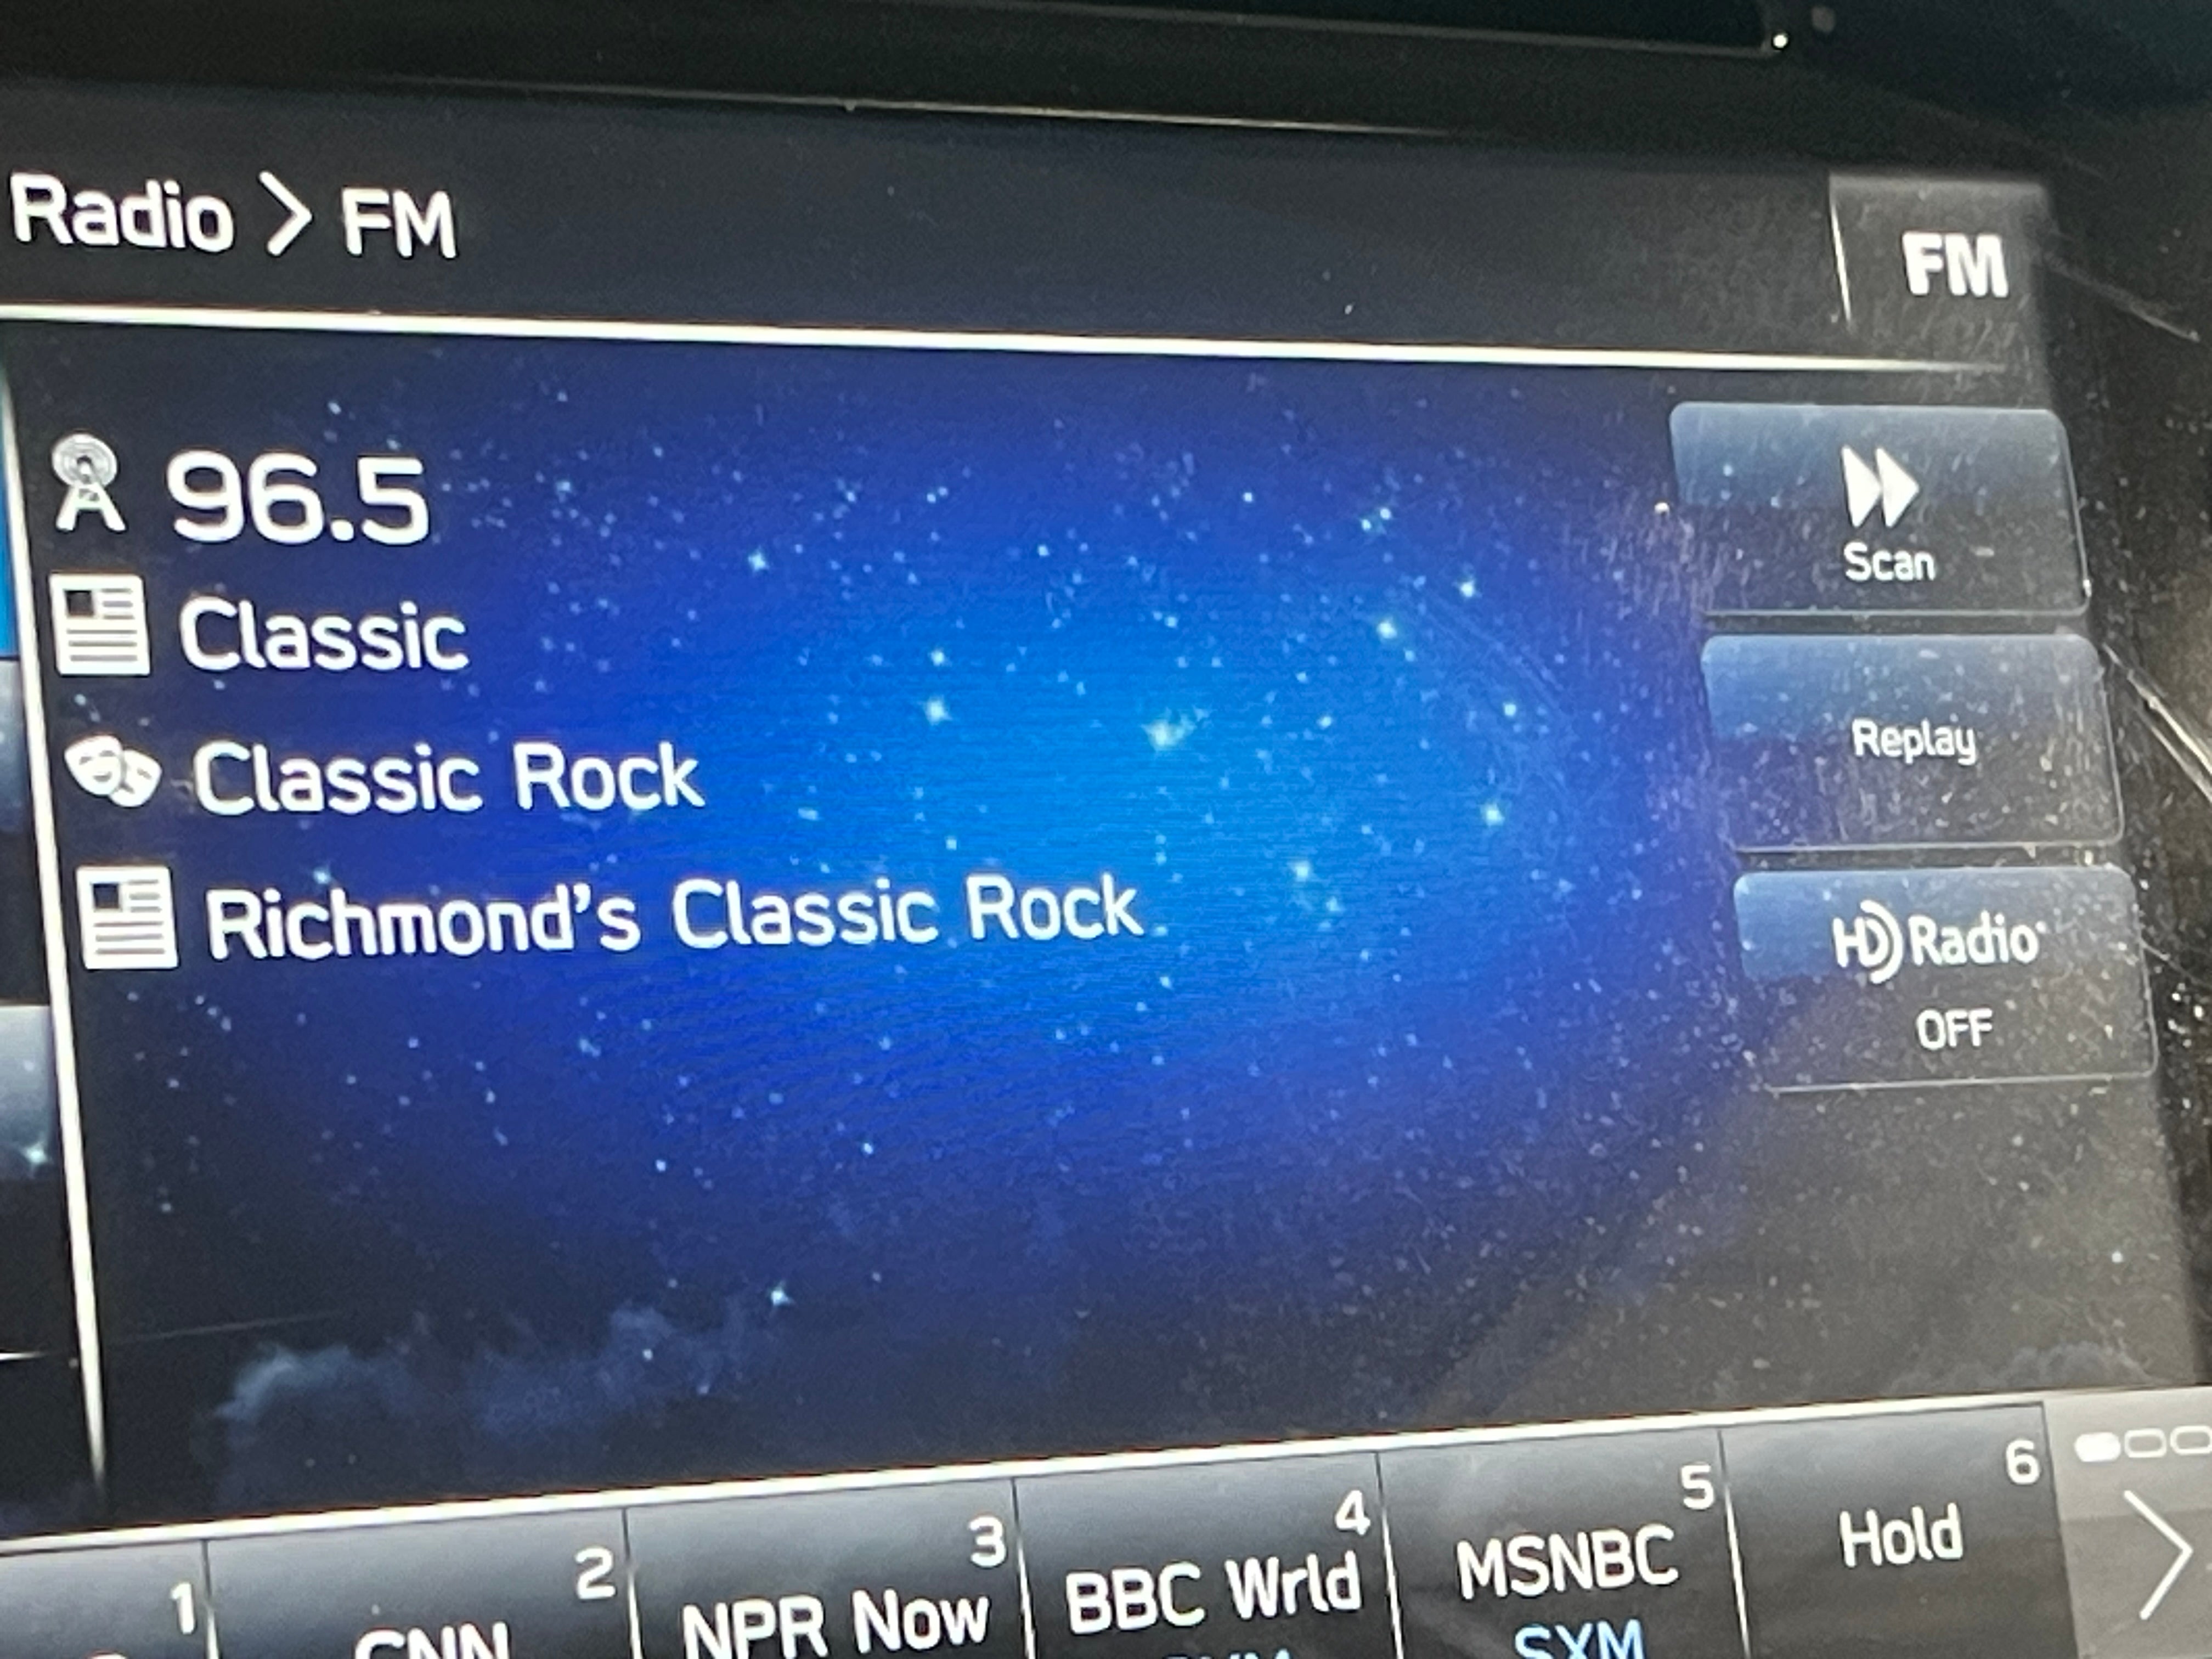 Radio > FM
FM
96.5
Classic
Classic Rock
Richmond's Classic Rock
Scan
Replay
HD Radio
OFF
1
2
CNN
3
NPR Now
4
BBC Wrld
5
MSNBC
SXM
6
Hold